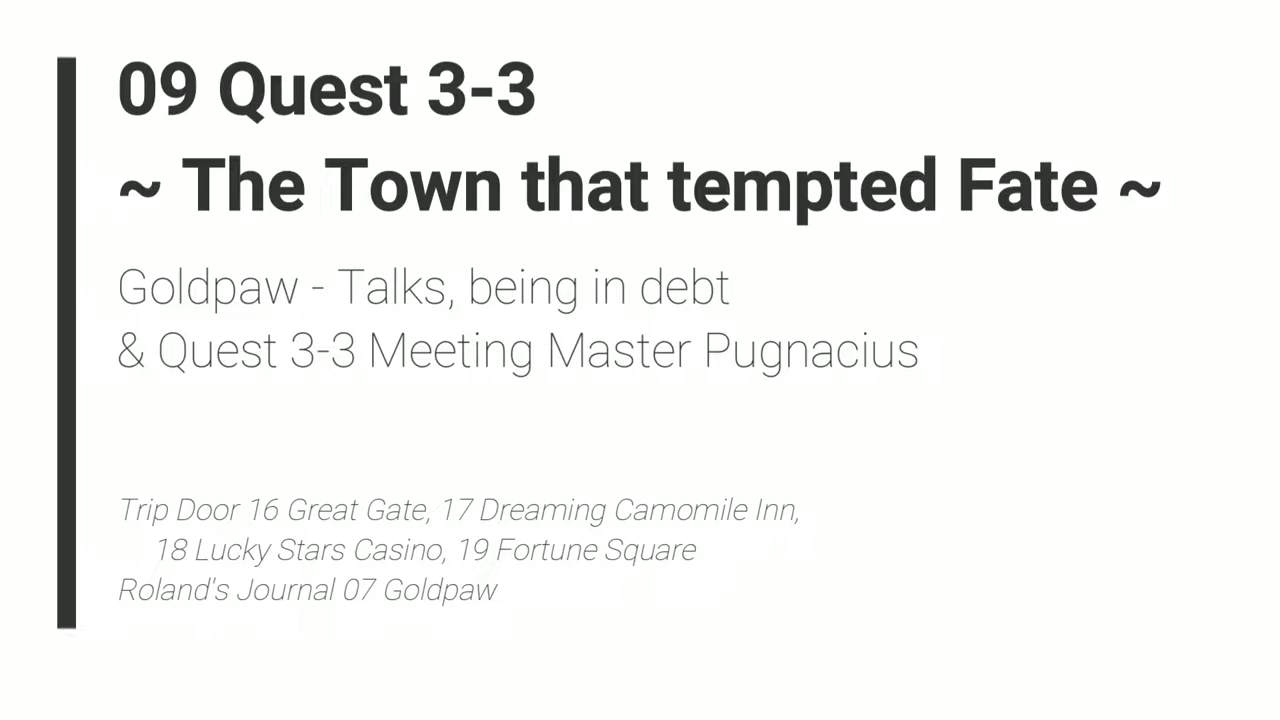 09 Quest 3-3
~ The Town that tempted Fate ~
Goldpaw - Talks, being in debt
& Quest 3-3 Meeting Master Pugnacius
Trip Door 16 Great Gate, 17 Dreaming Camomile Inn,
18 Lucky Stars Casino, 19 Fortune Square
Roland's Journal 07 Goldpaw